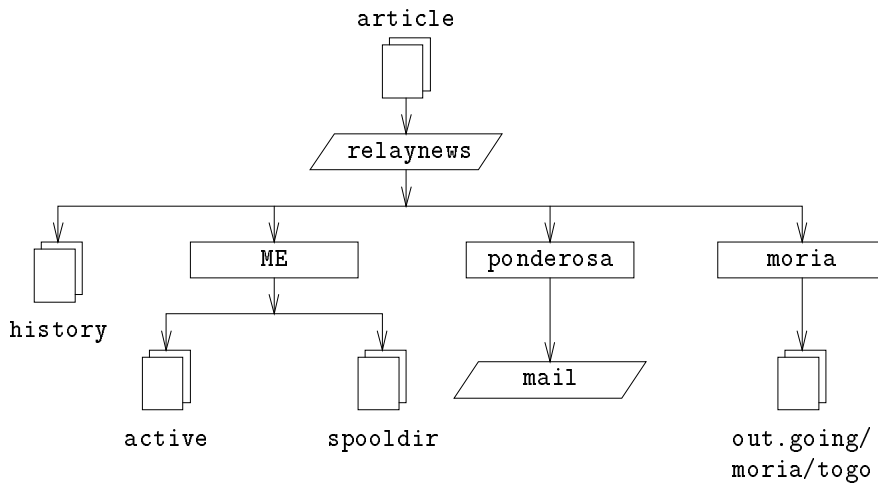 article
relaynews
ME
ponderosa
moria
history
mail
active
spooldir
out.going/
moria/togo